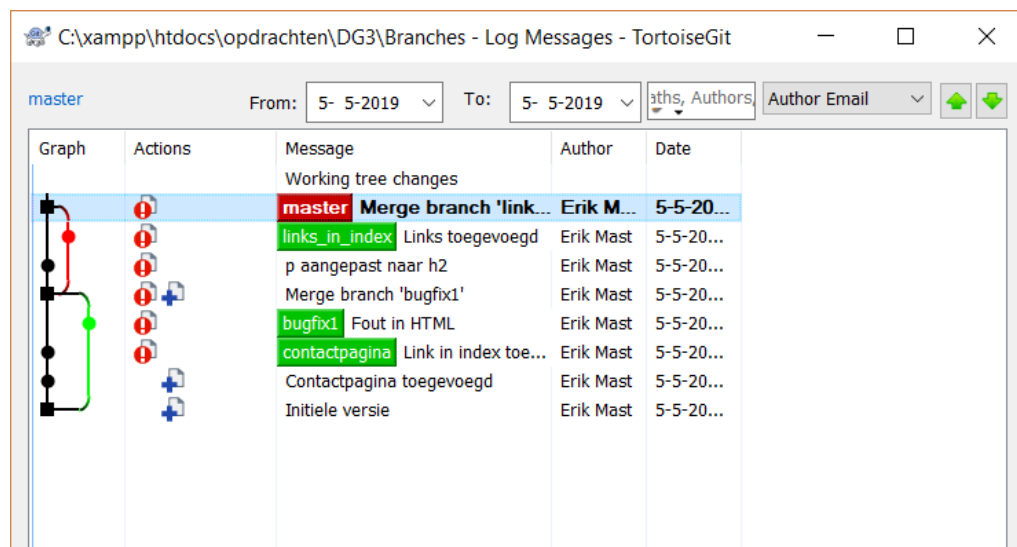 C:\xampp\htdocs\opdrachten\DG3\Branches - Log Messages - TortoiseGit
master From: 5- 5-2019 To: 5- 5-2019 aths, Authors, Author Email
Graph Actions Message Author Date
Working tree changes
master Merge branch 'link... Erik M... 5-5-20...
links_in_index Links toegevoegd Erik Mast 5-5-20...
p aangepast naar h2 Erik Mast 5-5-20...
Merge branch 'bugfix1' Erik Mast 5-5-20...
bugfix1 Fout in HTML Erik Mast 5-5-20...
contactpagina Link in index toe... Erik Mast 5-5-20...
Contactpagina toegevoegd Erik Mast 5-5-20...
Initiele versie Erik Mast 5-5-20...